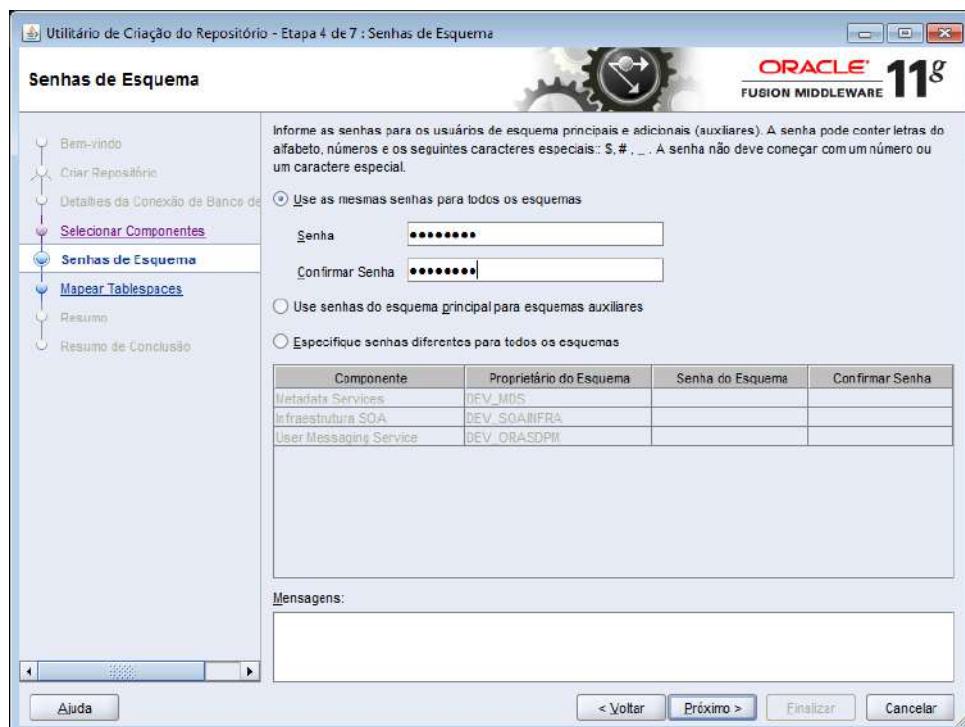 Utilitário de Criação do Repositório - Etapa 4 de 7 : Senhas de Esquema
Senhas de Esquema
ORACLE
FUSION MIDDLEWARE
11g
Bem-vindo
Criar Repositório
Detalhes da Conexão de Banco de
Selecionar Componentes
Senhas de Esquema
Mapear Tablespaces
Resumo
Resumo de Conclusão
Informe as senhas para os usuários de esquema principais e adicionais (auxiliares). A senha pode conter letras do
alfabeto, números e os seguintes caracteres especiais:: $, # , _ . A senha não deve começar com um número ou
um caractere especial.
Use as mesmas senhas para todos os esquemas
Senha ●●●●●●●●
Confirmar Senha ●●●●●●●●
Use senhas do esquema principal para esquemas auxiliares
Especifique senhas diferentes para todos os esquemas
Componente Proprietário do Esquema Senha do Esquema Confirmar Senha
Metadata Services DEV_MDS
Infraestrutura SOA DEV_SOAINFRA
User Messaging Service DEV_ORASDPM
Mensagens:
Ajuda < Voltar Próximo > Finalizar Cancelar